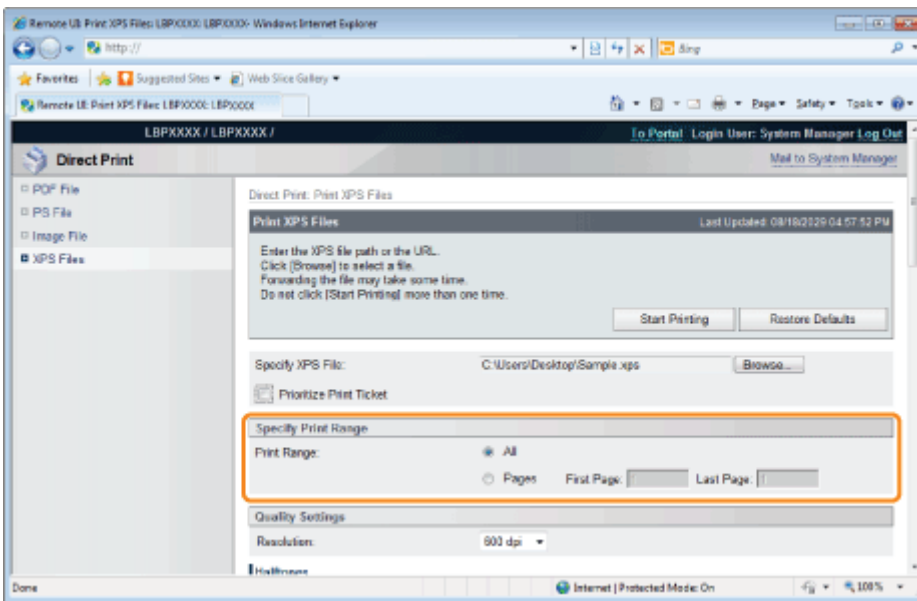 Remote UI: Print XPS Files: LBPXXXX: LBPXXXX- Windows Internet Explorer
http://
Bing
Favorites Suggested Sites Web Slice Gallery
Remote UI: Print XPS Files: LBPXXXX: LBPXXXX
Page Safety Tools
LBPXXXX / LBPXXXX /
To Portal Login User: System Manager Log Out
Direct Print
Mail to System Manager
PDF File
PS File
Image File
XPS Files
Direct Print: Print XPS Files
Print XPS Files
Last Updated: 08/18/2029 04:57:52 PM
Enter the XPS file path or the URL.
Click [Browse] to select a file.
Forwarding the file may take some time.
Do not click [Start Printing] more than one time.
Start Printing Restore Defaults
Specify XPS File: C:\Users\Desktop\Sample.xps Browse...
Prioritize Print Ticket
Specify Print Range
Print Range: All
Pages First Page: 1 Last Page: 1
Quality Settings
Resolution: 600 dpi
Halftones
Done
Internet | Protected Mode: On
100%